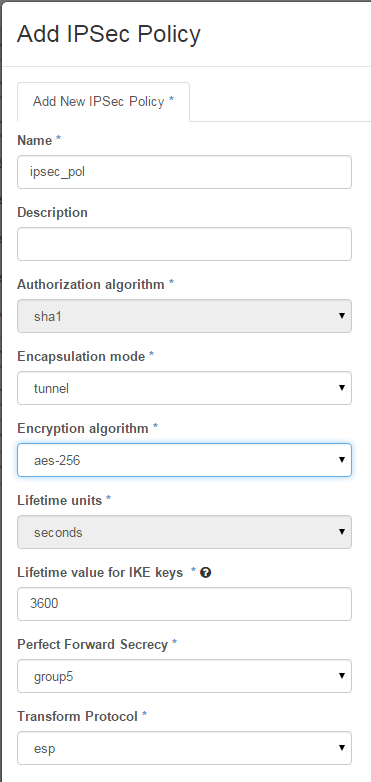 Add IPSec Policy
Add New IPSec Policy *
Name *
ipsec_pol
Description
Authorization algorithm *
sha1
Encapsulation mode *
tunnel
Encryption algorithm *
aes-256
Lifetime units *
seconds
Lifetime value for IKE keys * ?
3600
Perfect Forward Secrecy *
group5
Transform Protocol *
esp